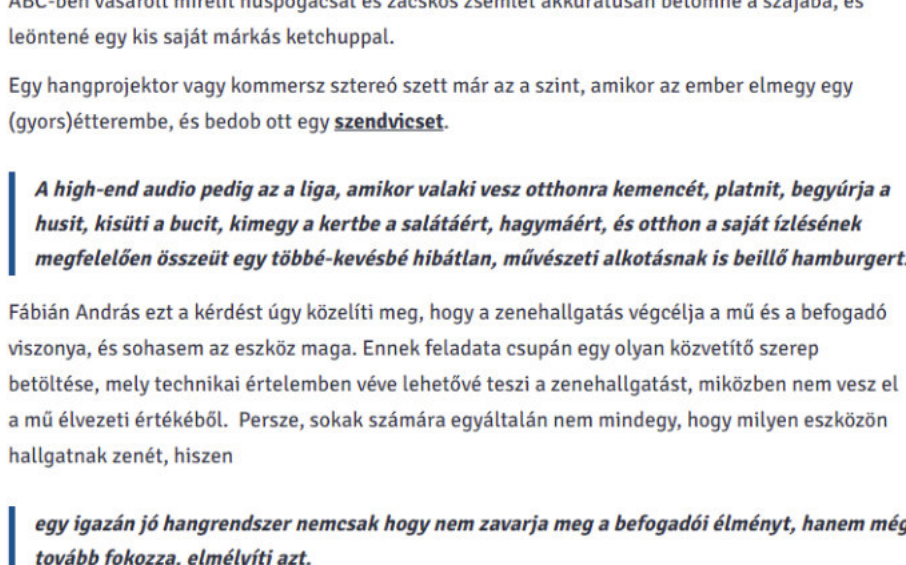 ABC-ben vásárolt mirelit húspogácsát és zacskós zsemlét akkurátusan betömné a szájába, és
leöntené egy kis saját márkás ketchuppal.
Egy hangprojektor vagy kommersz sztereó szett már az a szint, amikor az ember elmegy egy
(gyors)étterembe, és bedob ott egy szendvicset.
A high-end audio pedig az a liga, amikor valaki vesz otthonra kemencét, platnit, begyúrja a
husit, kisüti a bucit, kimegy a kertbe a salátáért, hagymáért, és otthon a saját ízlésének
megfelelően összeüt egy többé-kevésbé hibátlan, művészeti alkotásnak is beillő hamburgert.
Fábián András ezt a kérdést úgy közelíti meg, hogy a zenehallgatás végcélja a mű és a befogadó
viszonya, és sohasem az eszköz maga. Ennek feladata csupán egy olyan közvetítő szerep
betöltése, mely technikai értelemben véve lehetővé teszi a zenehallgatást, miközben nem vesz el
a mű élvezeti értékéből. Persze, sokak számára egyáltalán nem mindegy, hogy milyen eszközön
hallgatnak zenét, hiszen
egy igazán jó hangrendszer nemcsak hogy nem zavarja meg a befogadói élményt, hanem még
tovább fokozza, elmélyíti azt.